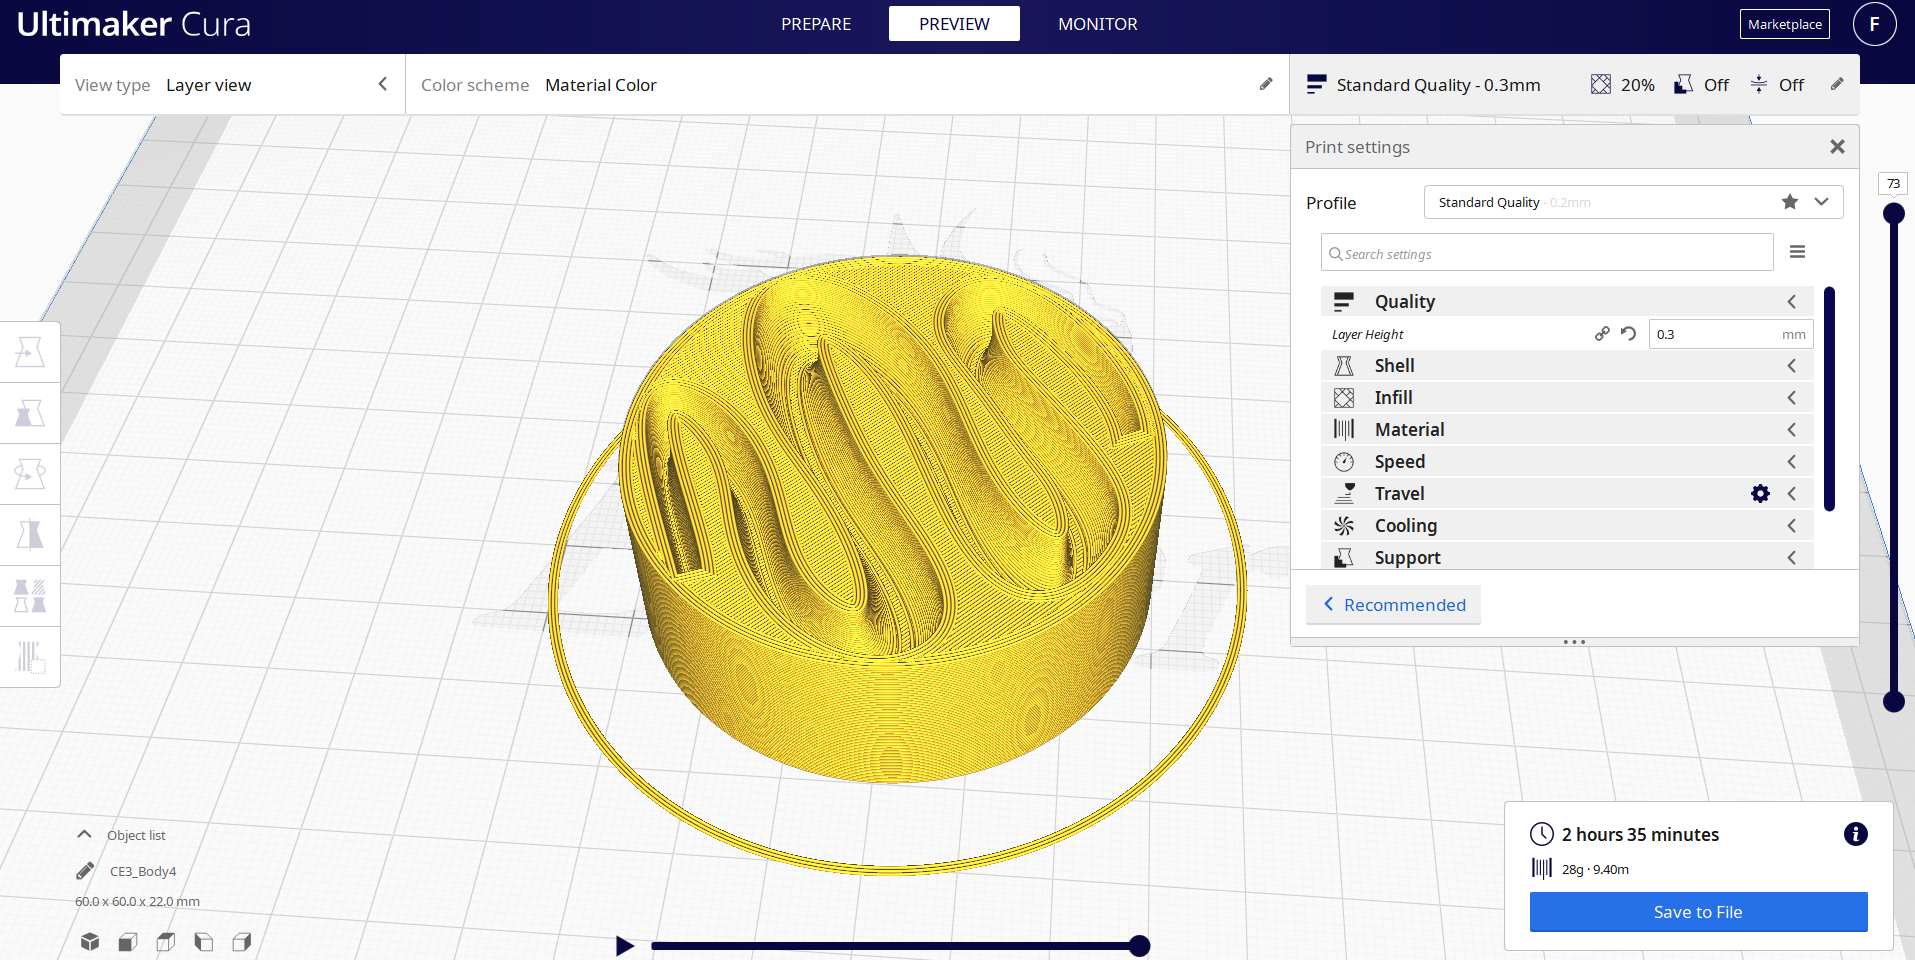 Ultimaker Cura
PREPARE
PREVIEW
MONITOR
Marketplace
F
View type Layer view
Color scheme Material Color
Standard Quality - 0.3mm
20%
Off
Off
Print settings
Profile
Standard Quality - 0.2mm
Search settings
Quality
Layer Height
0.3 mm
Shell
Infill
Material
Speed
Travel
Cooling
Support
Recommended
73
Object list
CE3_Body4
60.0 x 60.0 x 22.0 mm
2 hours 35 minutes
28g · 9.40m
Save to File